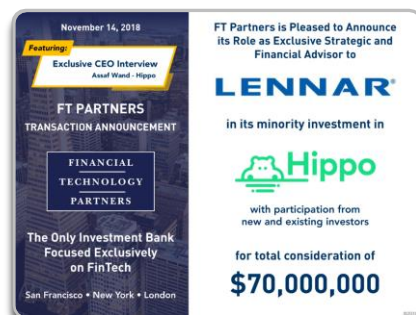 November 14, 2018
Featuring:
Exclusive CEO Interview
Assaf Wand - Hippo
FT PARTNERS
TRANSACTION ANNOUNCEMENT
FINANCIAL
TECHNOLOGY
PARTNERS
The Only Investment Bank
Focused Exclusively
on FinTech
San Francisco • New York • London
FT Partners is Pleased to Announce
its Role as Exclusive Strategic and
Financial Advisor to
LENNAR®
in its minority investment in
Hippo
with participation from
new and existing investors
for total consideration of
$70,000,000